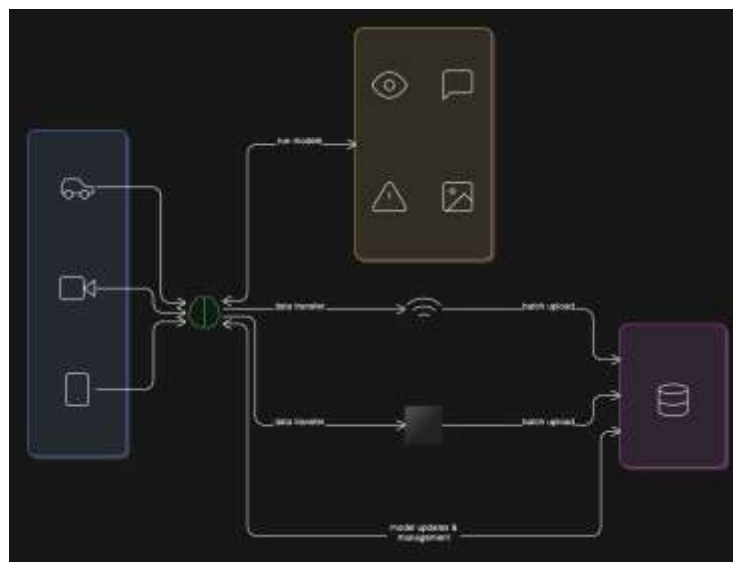 run models
data transfer
batch upload
data transfer
batch upload
model updates &
management